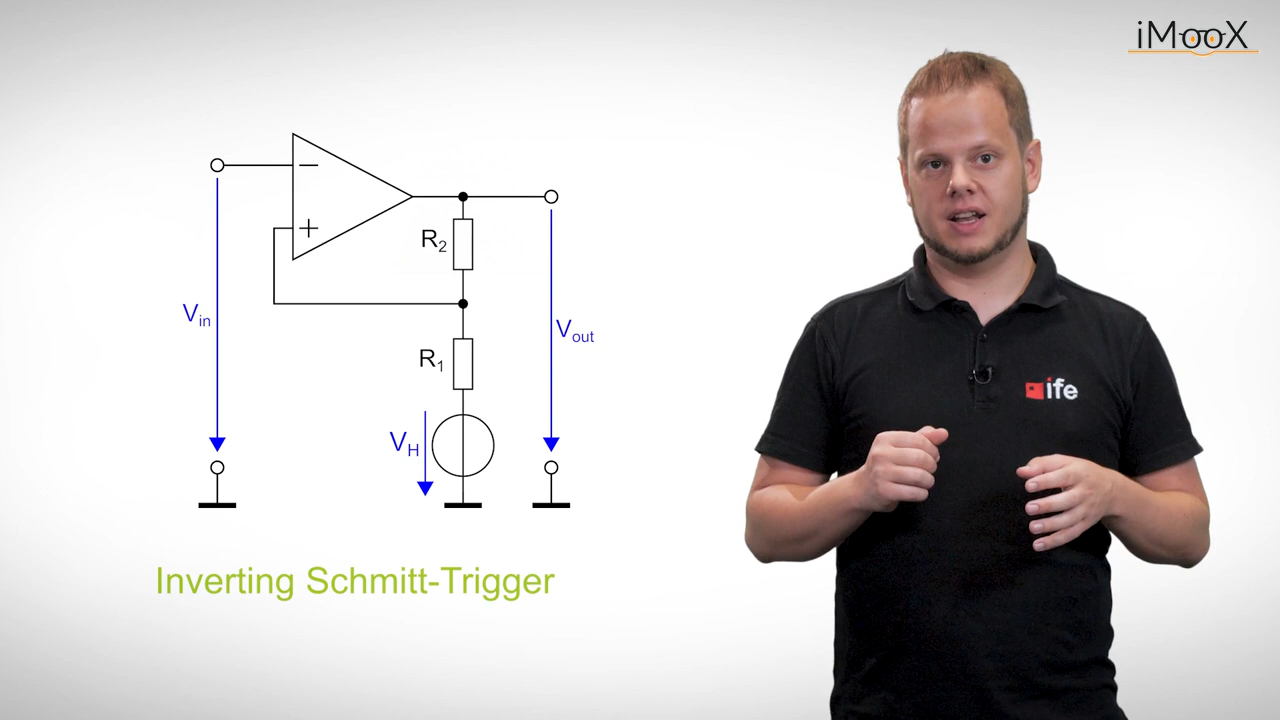 iMooX
−
+
R2
Vin
Vout
R1
ife
VH
Inverting Schmitt-Trigger